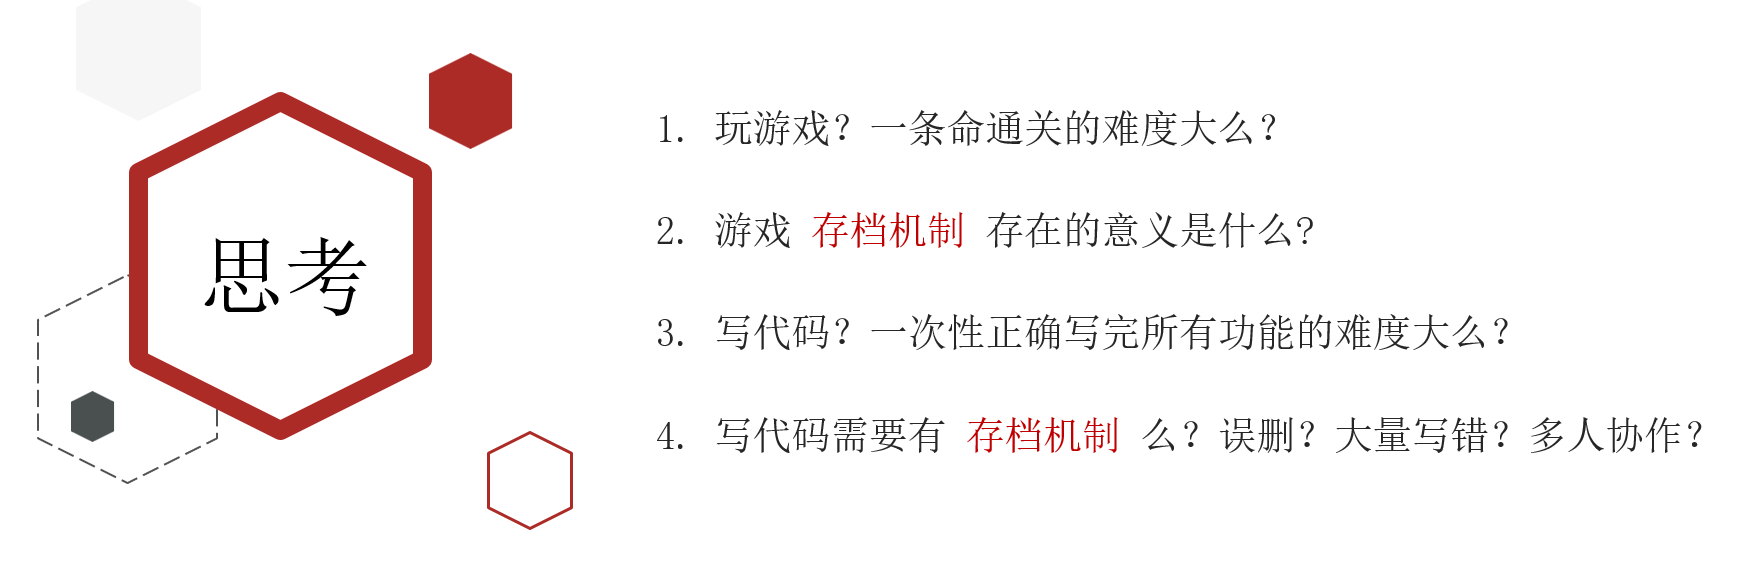 思考
1. 玩游戏？一条命通关的难度大么？
2. 游戏 存档机制 存在的意义是什么?
3. 写代码？一次性正确写完所有功能的难度大么？
4. 写代码需要有 存档机制 么？误删？大量写错？多人协作？